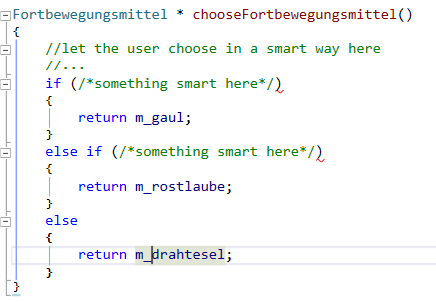 Fortbewegungsmittel * chooseFortbewegungsmittel()
{
//let the user choose in a smart way here
//...
if (/*something smart here*/)
{
return m_gaul;
}
else if (/*something smart here*/)
{
return m_rostlaube;
}
else
{
return m_drahtesel;
}
}